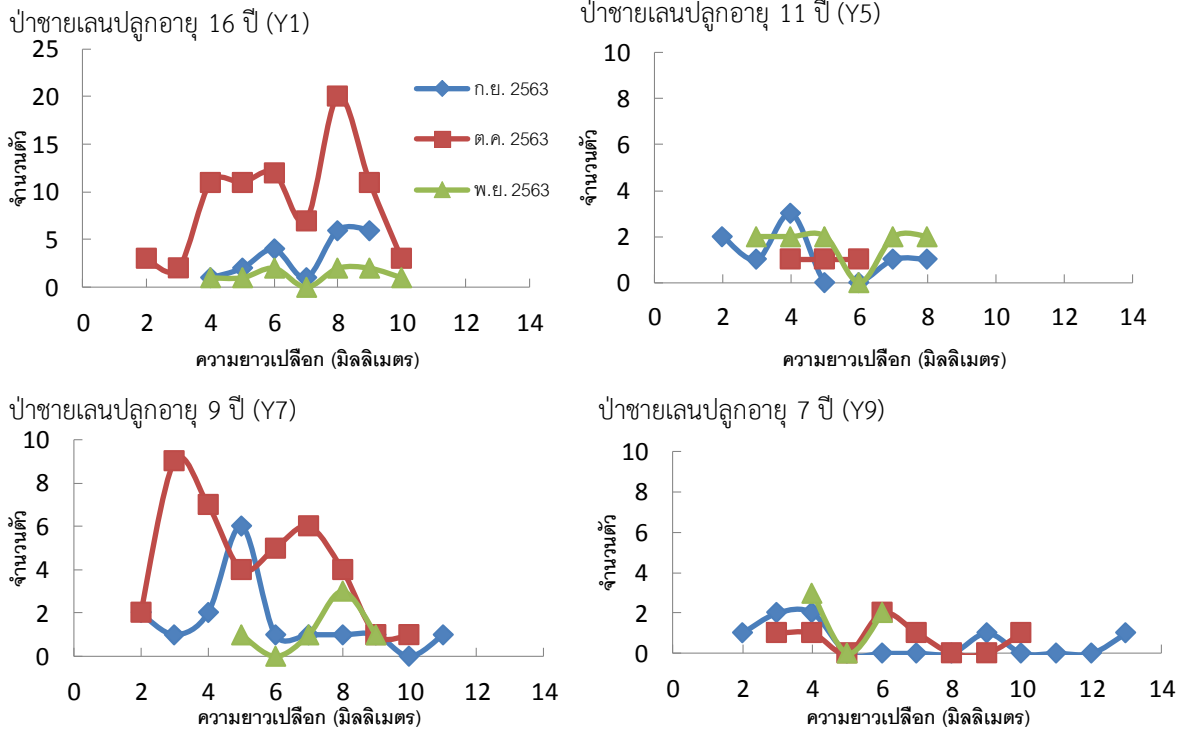 ป่าชายเลนปลูกอายุ 16 ปี (Y1)
25
20
15
10
5
0
0 2 4 6 8 10 12 14
จำนวนตัว
ความยาวเปลือก (มิลลิเมตร)
ก.ย. 2563
ต.ค. 2563
พ.ย. 2563
ป่าชายเลนปลูกอายุ 11 ปี (Y5)
10
8
6
4
2
0
0 2 4 6 8 10 12 14
จำนวนตัว
ความยาวเปลือก (มิลลิเมตร)
ป่าชายเลนปลูกอายุ 9 ปี (Y7)
10
8
6
4
2
0
0 2 4 6 8 10 12 14
จำนวนตัว
ความยาวเปลือก (มิลลิเมตร)
ป่าชายเลนปลูกอายุ 7 ปี (Y9)
10
8
6
4
2
0
0 2 4 6 8 10 12 14
จำนวนตัว
ความยาวเปลือก (มิลลิเมตร)